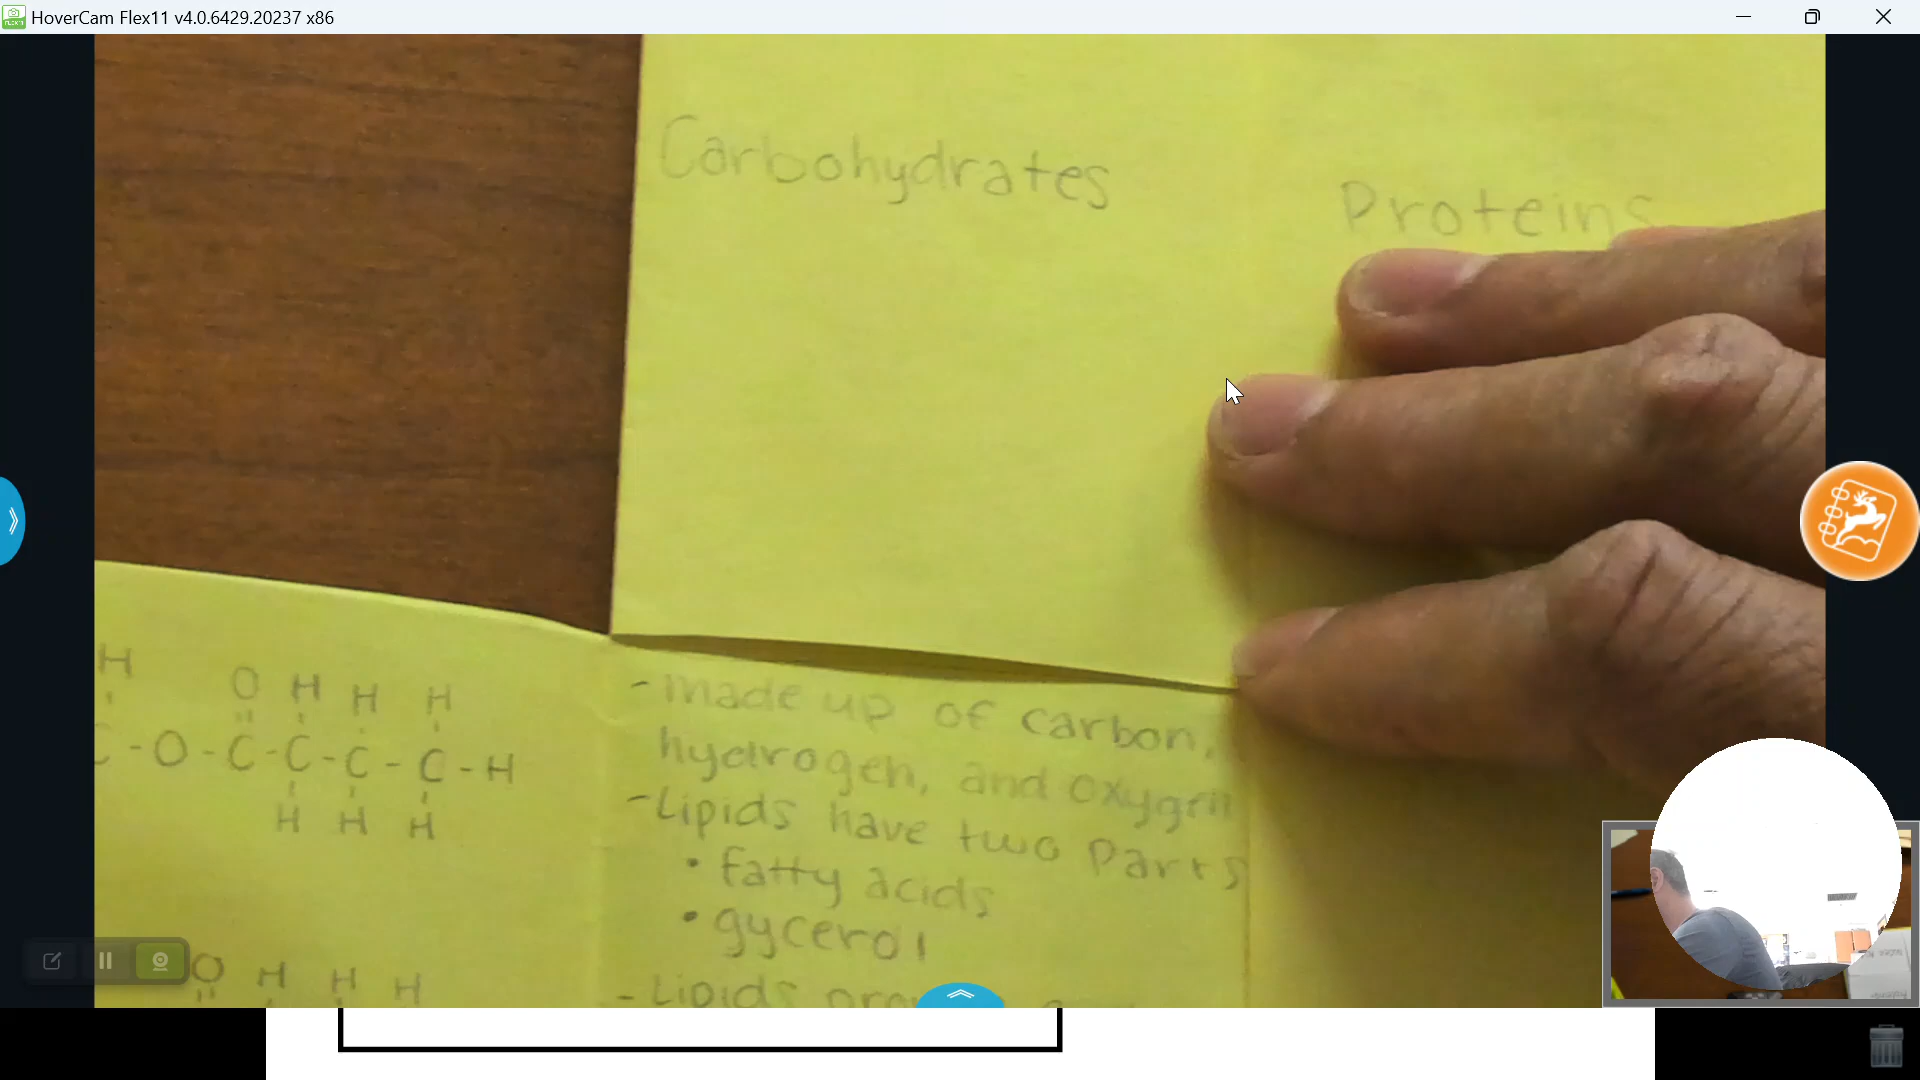 HoverCam Flex11 v4.0.6429.20237 x86
Carbohydrates
Proteins
H
O H H H
C-O-C-C-C-C-H
H H H
O H H H
-made up of carbon,
hydrogen, and oxygen
-Lipids have two Parts
• fatty acids
• gycerol
-Lipids